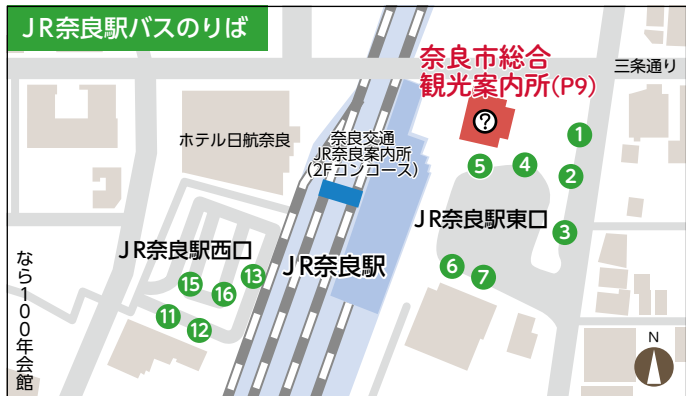 JR奈良駅バスのりば
奈良市総合
観光案内所(P9)
三条通り
?
1
ホテル日航奈良
奈良交通
JR奈良案内所
(2Fコンコース)
5
4
2
JR奈良駅東口
3
JR奈良駅西口
JR奈良駅
6
7
13
15
16
11
12
なら100年会館
N